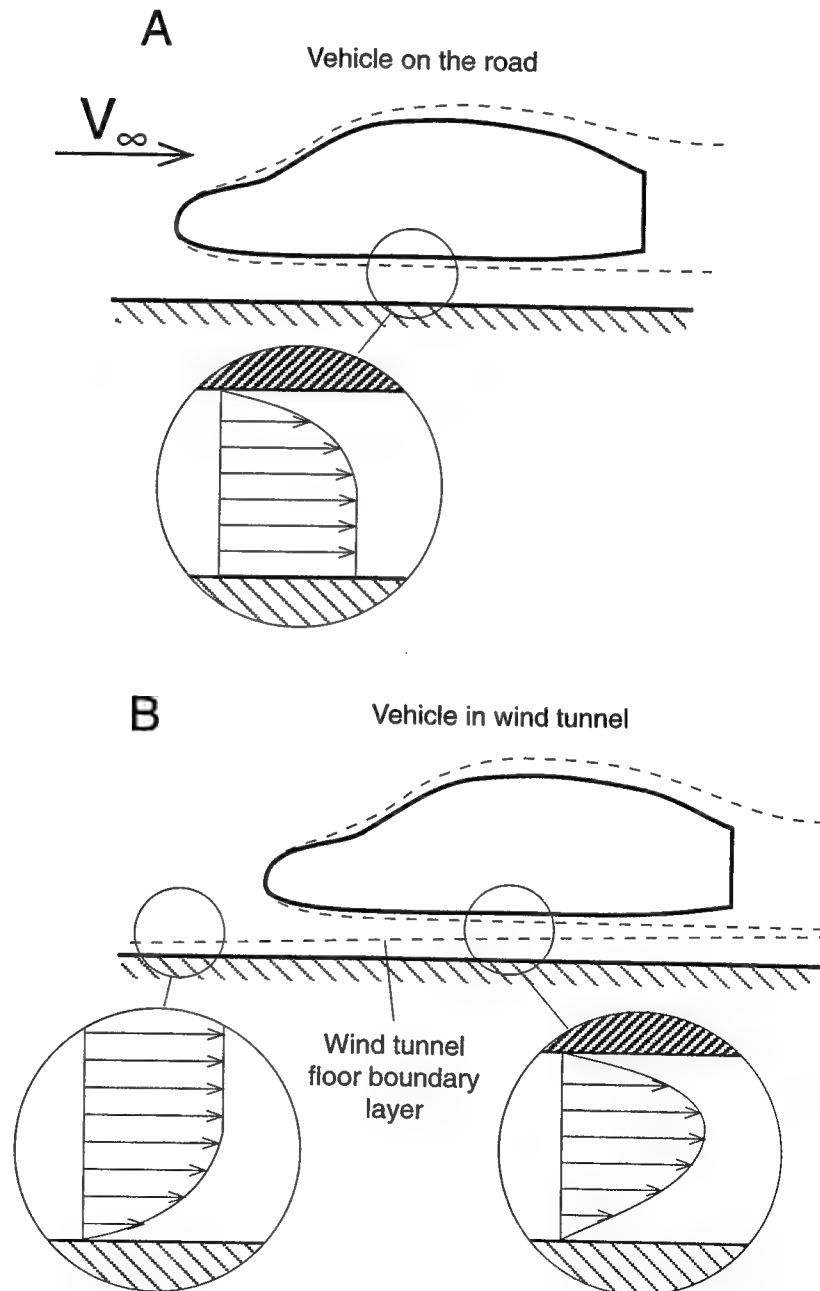 A
Vehicle on the road
V∞
B
Vehicle in wind tunnel
Wind tunnel
floor boundary
layer